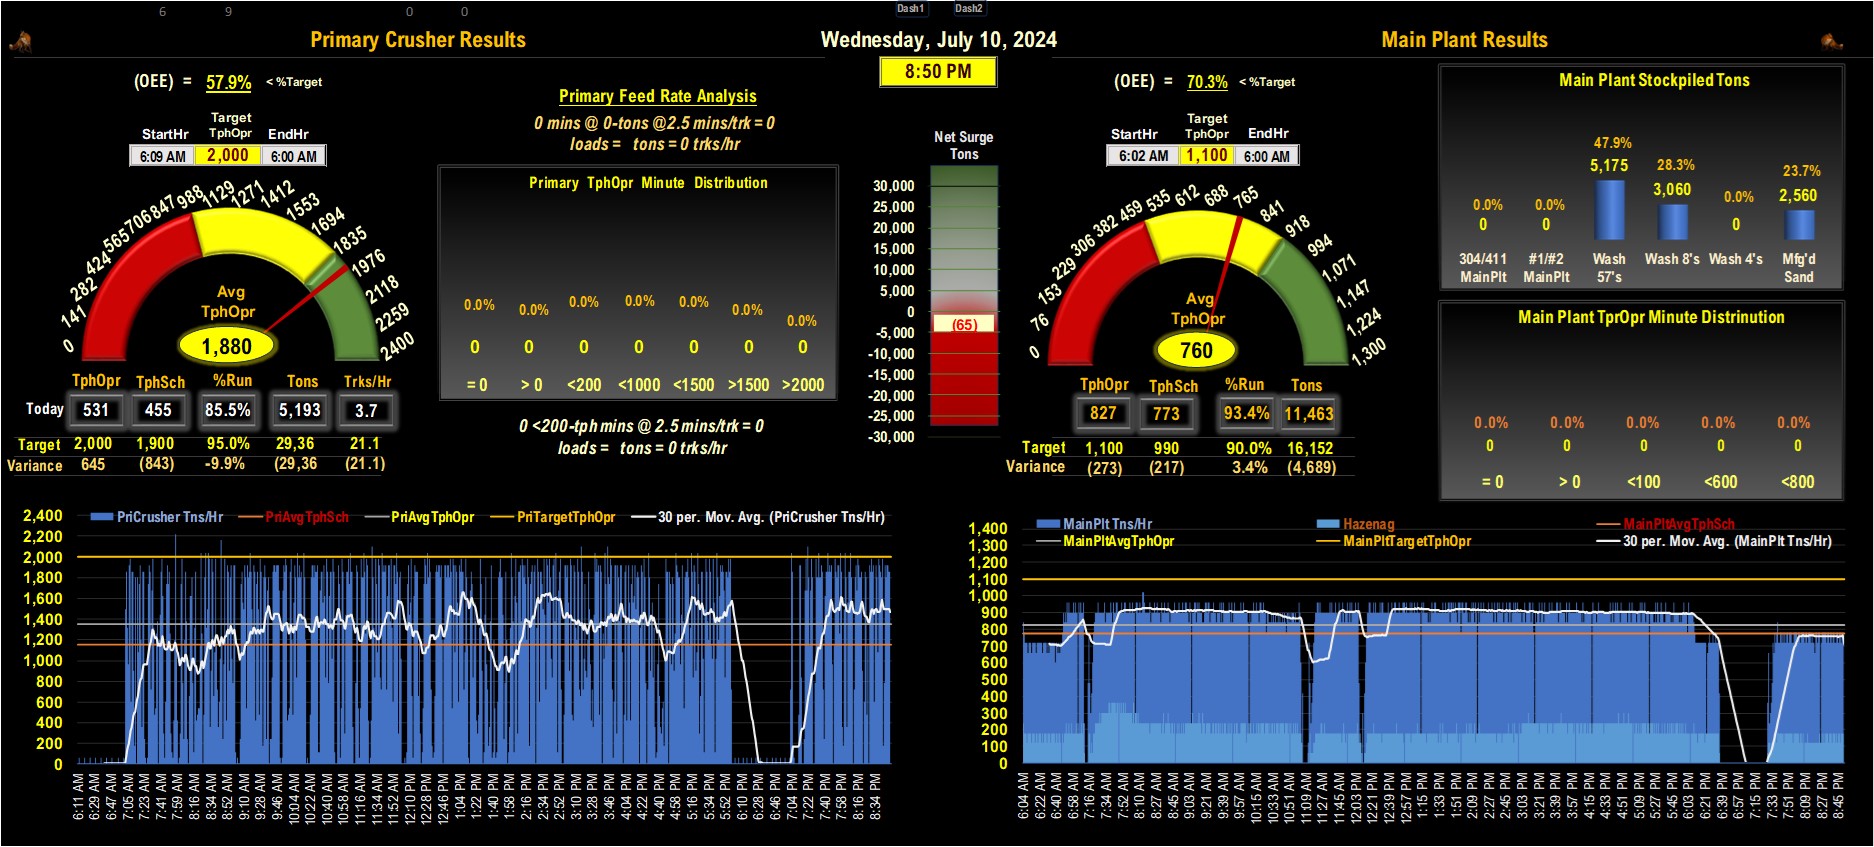 6 9 0 0 Dash1 Dash2
Primary Crusher Results
Wednesday, July 10, 2024
Main Plant Results
8:50 PM
(OEE) = 57.9% < %Target
Target
StartHr TphOpr EndHr
6:09 AM 2,000 6:00 AM
0 141 282 424 565 706 847 988 1129 1271 1412 1553 1694 1835 1976 2118 2259 2400
Avg
TphOpr
1,880
TphOpr TphSch %Run Tons Trks/Hr
Today 531 455 85.5% 5,193 3.7
Target 2,000 1,900 95.0% 29,36 21.1
Variance 645 (843) -9.9% (29,36 (21.1)
Primary Feed Rate Analysis
0 mins @ 0-tons @2.5 mins/trk = 0
loads = tons = 0 trks/hr
Primary TphOpr Minute Distribution
0.0% 0.0% 0.0% 0.0% 0.0% 0.0% 0.0%
0 0 0 0 0 0 0
= 0 > 0 <200 <1000 <1500 >1500 >2000
0 <200-tph mins @ 2.5 mins/trk = 0
loads = tons = 0 trks/hr
Net Surge
Tons
30,000
25,000
20,000
15,000
10,000
5,000
0
(65)
-5,000
-10,000
-15,000
-20,000
-25,000
-30,000
(OEE) = 70.3% < %Target
Target
StartHr TphOpr EndHr
6:02 AM 1,100 6:00 AM
0 76 153 229 306 382 459 535 612 688 765 841 918 994 1,071 1,147 1,224 1,300
Avg
TphOpr
760
TphOpr TphSch %Run Tons
827 773 93.4% 11,463
Target 1,100 990 90.0% 16,152
Variance (273) (217) 3.4% (4,689)
Main Plant Stockpiled Tons
0.0% 0.0% 47.9% 28.3% 0.0% 23.7%
0 0 5,175 3,060 0 2,560
304/411 #1/#2 Wash Wash 8's Wash 4's Mfg'd
MainPlt MainPlt 57's Sand
Main Plant TprOpr Minute Distrinution
0.0% 0.0% 0.0% 0.0% 0.0%
0 0 0 0 0
= 0 > 0 <100 <600 <800
PriCrusher Tns/Hr PriAvgTphSch PriAvgTphOpr PriTargetTphOpr 30 per. Mov. Avg. (PriCrusher Tns/Hr)
2,400
2,200
2,000
1,800
1,600
1,400
1,200
1,000
800
600
400
200
0
6:11 AM 6:29 AM 6:47 AM 7:05 AM 7:23 AM 7:41 AM 7:59 AM 8:16 AM 8:34 AM 8:52 AM 9:10 AM 9:28 AM 9:46 AM 10:04 AM 10:22 AM 10:40 AM 10:58 AM 11:16 AM 11:34 AM 11:52 AM 12:10 PM 12:28 PM 12:46 PM 1:04 PM 1:22 PM 1:40 PM 1:58 PM 2:16 PM 2:34 PM 2:52 PM 3:10 PM 3:28 PM 3:46 PM 4:04 PM 4:22 PM 4:40 PM 4:58 PM 5:16 PM 5:34 PM 5:52 PM 6:10 PM 6:28 PM 7:04 PM 7:22 PM 7:40 PM 7:58 PM 8:16 PM 8:34 PM
MainPlt Tns/Hr Hazenag MainPltAvgTphSch
MainPltAvgTphOpr MainPltTargetTphOpr 30 per. Mov. Avg. (MainPlt Tns/Hr)
1,400
1,300
1,200
1,100
1,000
900
800
700
600
500
400
300
200
100
0
6:04 AM 6:22 AM 6:40 AM 6:58 AM 7:16 AM 7:34 AM 7:52 AM 8:27 AM 8:45 AM 9:03 AM 9:21 AM 9:39 AM 9:57 AM 10:15 AM 10:33 AM 10:51 AM 11:09 AM 11:27 AM 11:45 AM 12:03 PM 12:21 PM 12:39 PM 12:57 PM 1:15 PM 1:33 PM 1:51 PM 2:09 PM 2:27 PM 2:45 PM 3:03 PM 3:21 PM 3:39 PM 3:57 PM 4:15 PM 4:33 PM 4:51 PM 5:09 PM 5:27 PM 5:45 PM 6:03 PM 6:21 PM 6:39 PM 6:57 PM 7:15 PM 7:33 PM 7:51 PM 8:09 PM 8:27 PM 8:45 PM